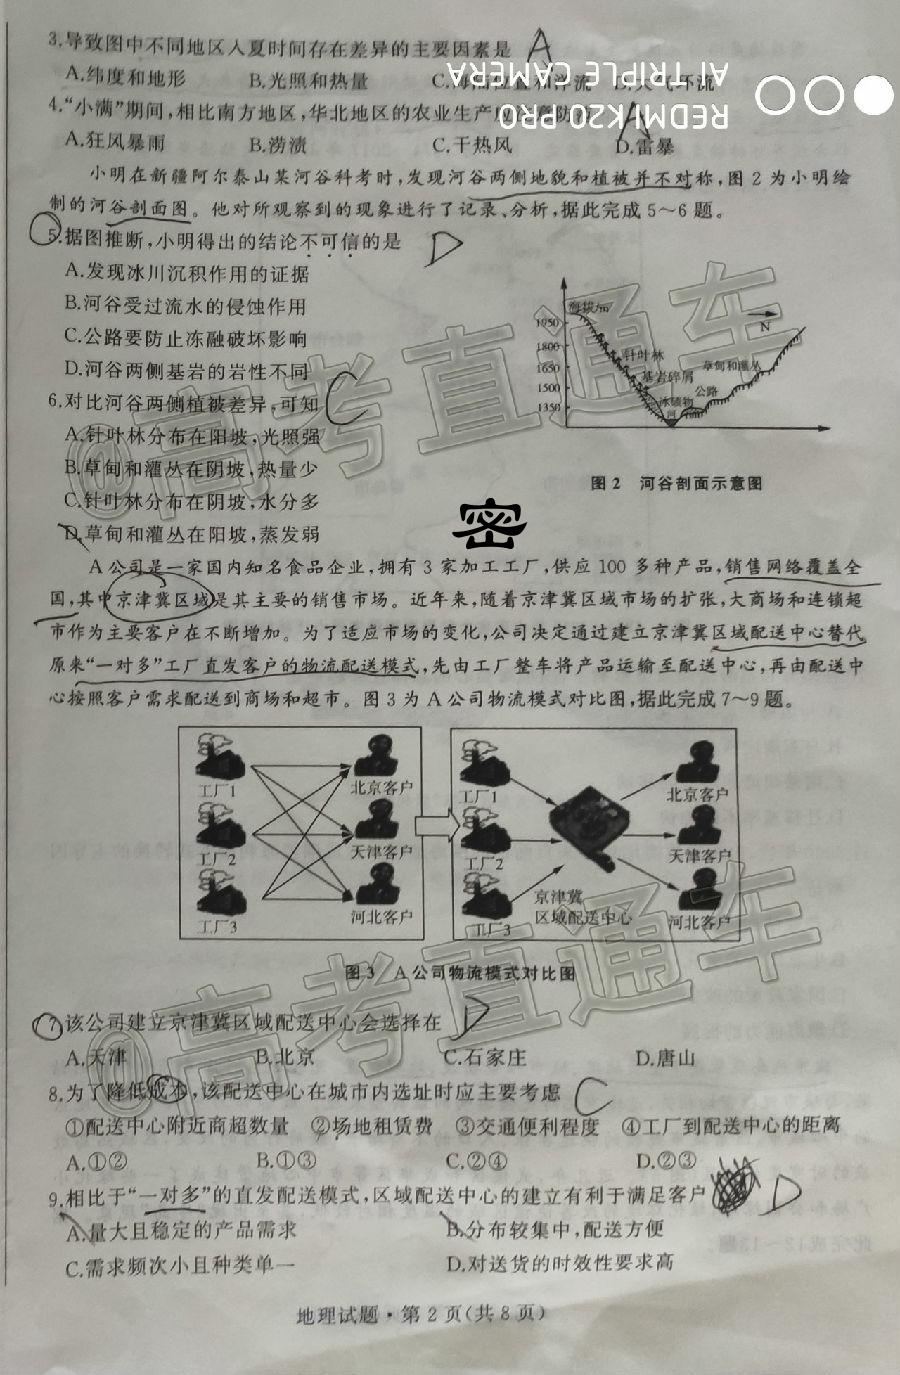 3.导致图中不同地区入夏时间存在差异的主要因素是 A
A.纬度和地形 B.光照和热量 C.海陆位置和洋流 D.大气环流
REDMI K20 PRO
AI TRIPLE CAMERA
4.“小满”期间,相比南方地区,华北地区的农业生产应注意防范 A
A.狂风暴雨 B.涝渍 C.干热风 D.雷暴
小明在新疆阿尔泰山某河谷科考时,发现河谷两侧地貌和植被并不对称,图 2 为小明绘
制的河谷剖面图。他对所观察到的现象进行了记录、分析,据此完成 5～6 题。
5.据图推断,小明得出的结论不可信的是 D
A.发现冰川沉积作用的证据
B.河谷受过流水的侵蚀作用
C.公路要防止冻融破坏影响
D.河谷两侧基岩的岩性不同
6.对比河谷两侧植被差异,可知 C
A.针叶林分布在阳坡,光照强
B.草甸和灌丛在阴坡,热量少
C.针叶林分布在阴坡,水分多
D.草甸和灌丛在阳坡,蒸发弱
海拔/m
1950
1800
1650
1500
1350
N
针叶林
基岩碎屑
冰碛物
河
公路
草甸和灌丛
图 2 河谷剖面示意图
密
A 公司是一家国内知名食品企业,拥有 3 家加工工厂,供应 100 多种产品,销售网络覆盖全
国,其中京津冀区域是其主要的销售市场。近年来,随着京津冀区域市场的扩张,大商场和连锁超
市作为主要客户在不断增加。为了适应市场的变化,公司决定通过建立京津冀区域配送中心替代
原来“一对多”工厂直发客户的物流配送模式,先由工厂整车将产品运输至配送中心,再由配送中
心按照客户需求配送到商场和超市。图 3 为 A 公司物流模式对比图,据此完成 7～9 题。
工厂1 北京客户
工厂2 天津客户
工厂3 河北客户
工厂1 北京客户
工厂2 天津客户
工厂3 河北客户
京津冀
区域配送中心
图 3 A 公司物流模式对比图
7.该公司建立京津冀区域配送中心会选择在 D
A.天津 B.北京 C.石家庄 D.唐山
8.为了降低成本,该配送中心在城市内选址时应主要考虑 C
①配送中心附近商超数量 ②场地租赁费 ③交通便利程度 ④工厂到配送中心的距离
A.①② B.①③ C.②④ D.②③
9.相比于“一对多”的直发配送模式,区域配送中心的建立有利于满足客户 D
A.量大且稳定的产品需求 B.分布较集中,配送方便
C.需求频次小且种类单一 D.对送货的时效性要求高
地理试题·第 2 页(共 8 页)
@高考直通车
@高考直通车